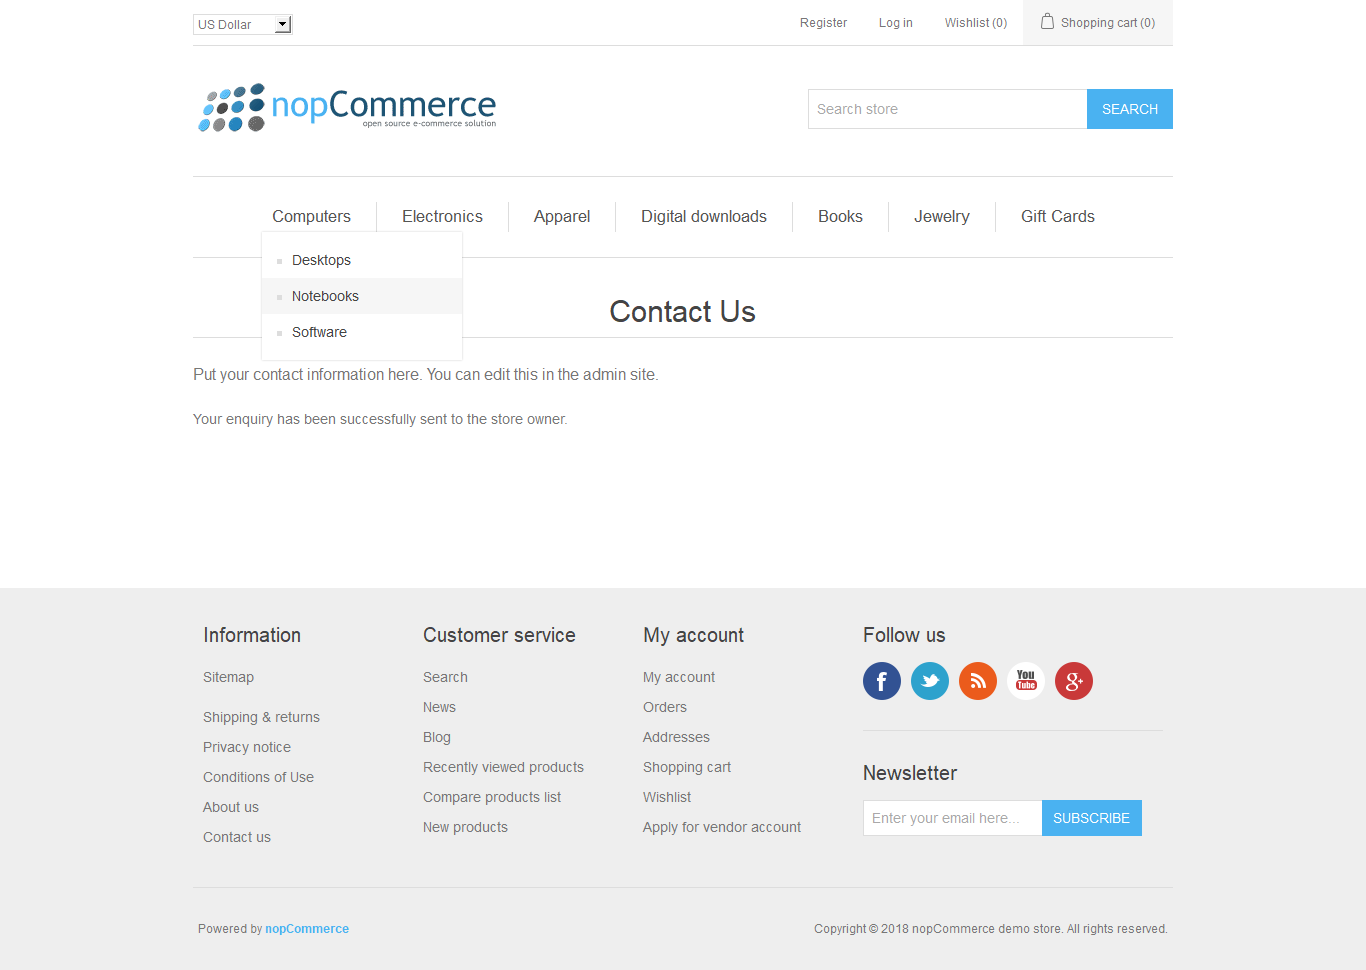 US Dollar
Register
Log in
Wishlist (0)
Shopping cart (0)
nopCommerce
open source e-commerce solution
Search store
SEARCH
Computers
Electronics
Apparel
Digital downloads
Books
Jewelry
Gift Cards
Desktops
Notebooks
Software
Contact Us
Put your contact information here. You can edit this in the admin site.
Your enquiry has been successfully sent to the store owner.
Information
Sitemap
Shipping & returns
Privacy notice
Conditions of Use
About us
Contact us
Customer service
Search
News
Blog
Recently viewed products
Compare products list
New products
My account
My account
Orders
Addresses
Shopping cart
Wishlist
Apply for vendor account
Follow us
f
You
Tube
g+
Newsletter
Enter your email here...
SUBSCRIBE
Powered by nopCommerce
Copyright © 2018 nopCommerce demo store. All rights reserved.